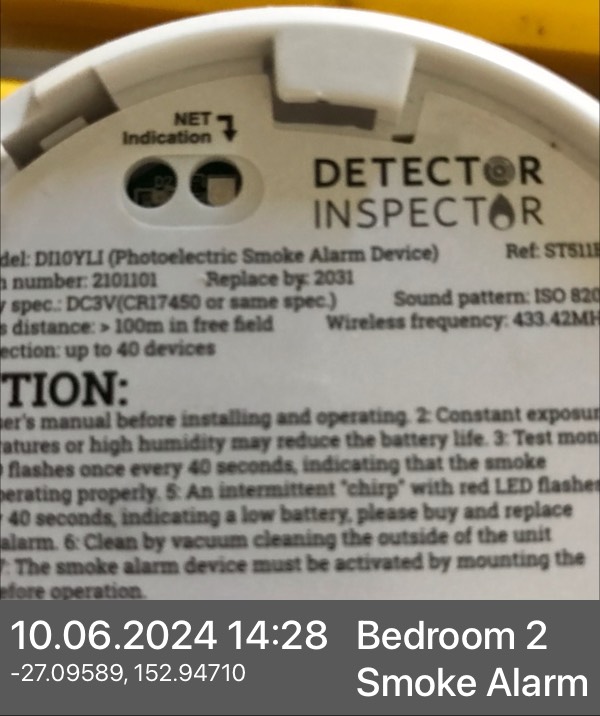 NET
Indication
DETECTOR
INSPECTOR
del: DI10YLI (Photoelectric Smoke Alarm Device) Ref: ST511
h number: 2101101 Replace by: 2031
y spec.: DC3V(CR17450 or same spec.) Sound pattern: ISO 820
s distance: > 100m in free field Wireless frequency: 433.42MH
ection: up to 40 devices
TION:
er's manual before installing and operating. 2: Constant exposur
atures or high humidity may reduce the battery life. 3: Test mon
flashes once every 40 seconds, indicating that the smoke
erating properly. 5: An intermittent "chirp" with red LED flashes
40 seconds, indicating a low battery, please buy and replace
alarm. 6: Clean by vacuum cleaning the outside of the unit
7: The smoke alarm device must be activated by mounting the
efore operation.
10.06.2024 14:28 Bedroom 2
-27.09589, 152.94710 Smoke Alarm